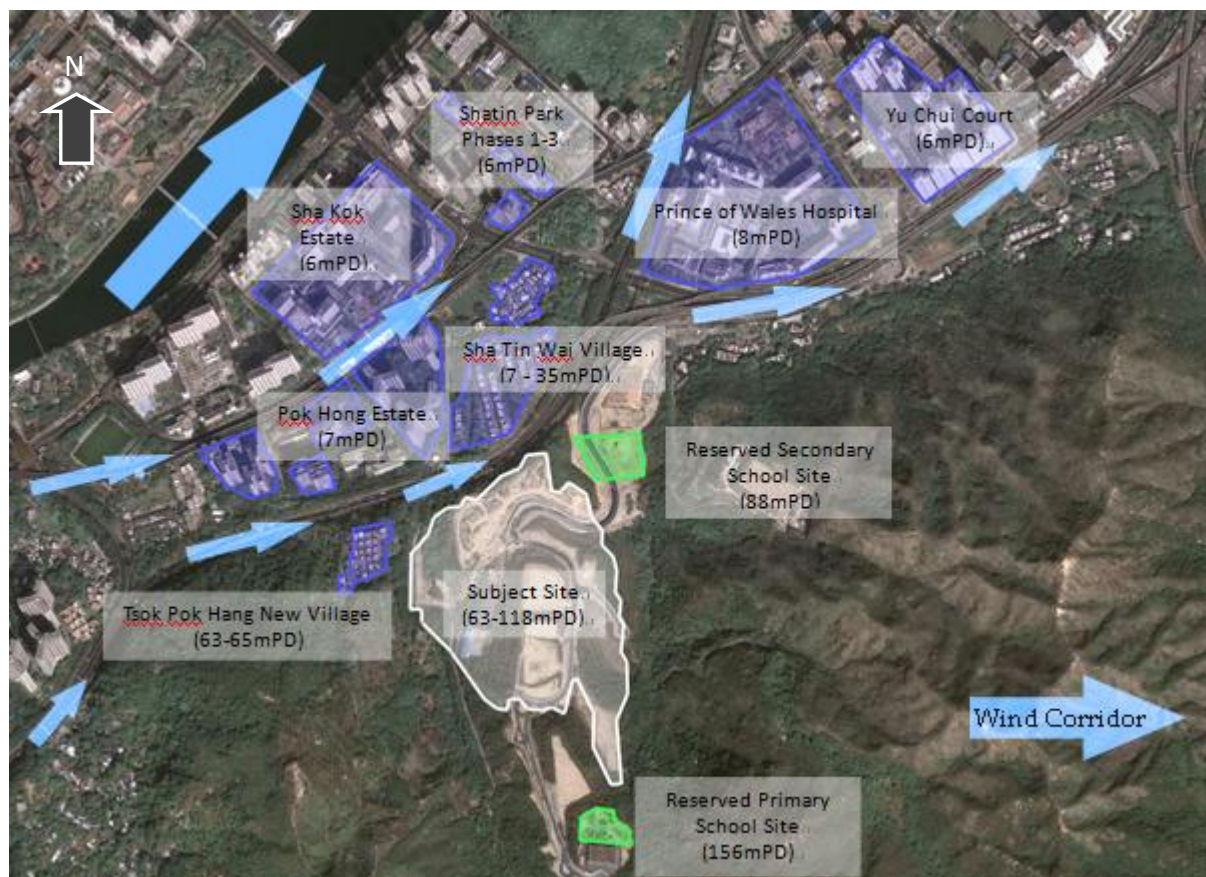 N
Shatin Park
Phases 1-3
(6mPD)
Yu Chui Court
(6mPD)
Sha Kok
Estate
(6mPD)
Prince of Wales Hospital
(8mPD)
Sha Tin Wai Village
(7 - 35mPD)
Pok Hong Estate
(7mPD)
Reserved Secondary
School Site
(88mPD)
Subject Site
(63-118mPD)
Tsok Pok Hang New Village
(63-65mPD)
Wind Corridor
Reserved Primary
School Site
(156mPD)